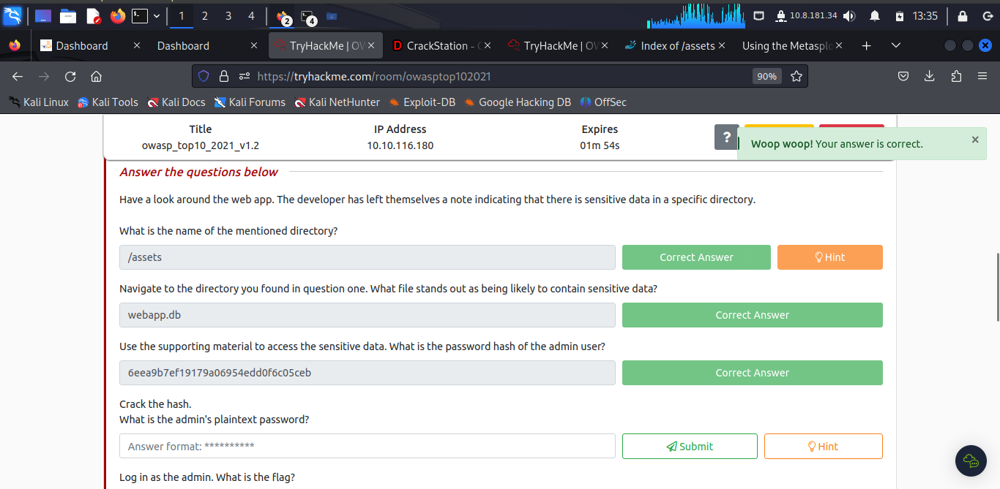 1 2 3 4 2 4 10.8.181.34 13:35
Dashboard Dashboard TryHackMe | OW CrackStation - TryHackMe | OW Index of /assets Using the Metasplo
https://tryhackme.com/room/owasptop102021 90%
Kali Linux Kali Tools Kali Docs Kali Forums Kali NetHunter Exploit-DB Google Hacking DB OffSec
Title IP Address Expires
owasp_top10_2021_v1.2 10.10.116.180 01m 54s
?
Woop woop! Your answer is correct. ×
Answer the questions below
Have a look around the web app. The developer has left themselves a note indicating that there is sensitive data in a specific directory.
What is the name of the mentioned directory?
/assets Correct Answer Hint
Navigate to the directory you found in question one. What file stands out as being likely to contain sensitive data?
webapp.db Correct Answer
Use the supporting material to access the sensitive data. What is the password hash of the admin user?
6eea9b7ef19179a06954edd0f6c05ceb Correct Answer
Crack the hash.
What is the admin's plaintext password?
Answer format: ********** Submit Hint
Log in as the admin. What is the flag?